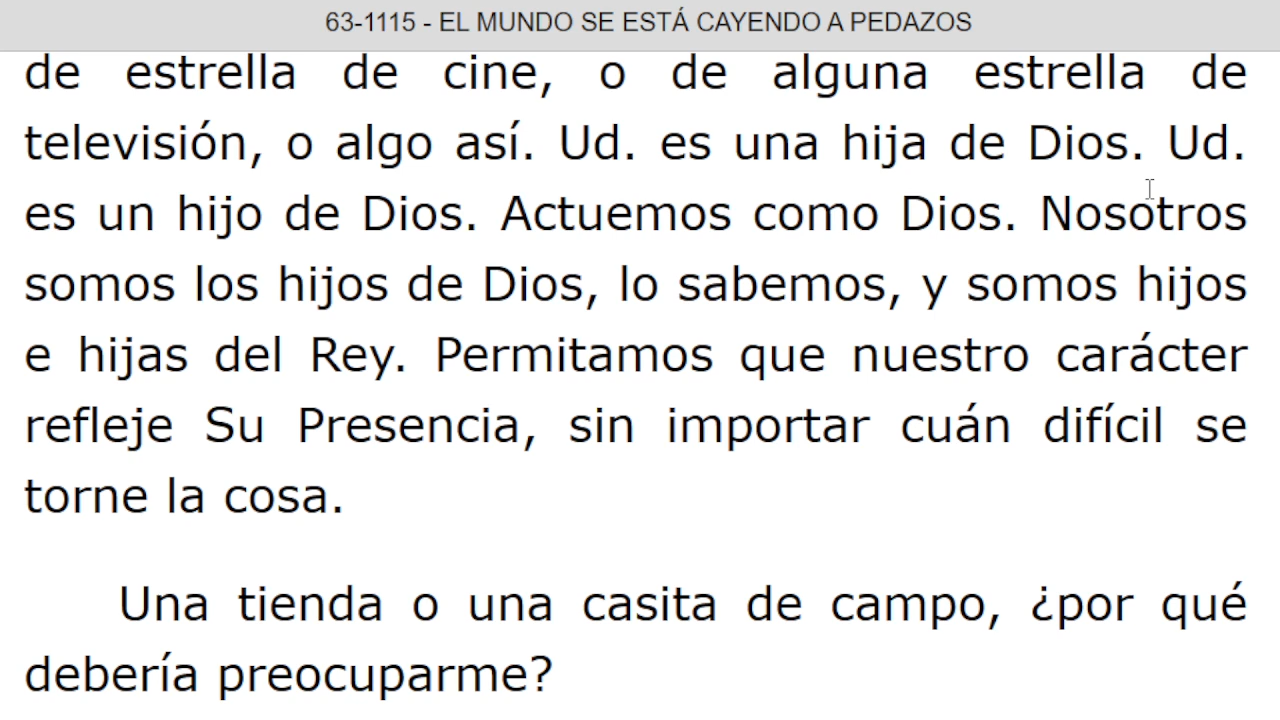 63-1115 - EL MUNDO SE ESTÁ CAYENDO A PEDAZOS
de estrella de cine, o de alguna estrella de
televisión, o algo así. Ud. es una hija de Dios. Ud.
es un hijo de Dios. Actuemos como Dios. Nosotros
somos los hijos de Dios, lo sabemos, y somos hijos
e hijas del Rey. Permitamos que nuestro carácter
refleje Su Presencia, sin importar cuán difícil se
torne la cosa.
Una tienda o una casita de campo, ¿por qué
debería preocuparme?